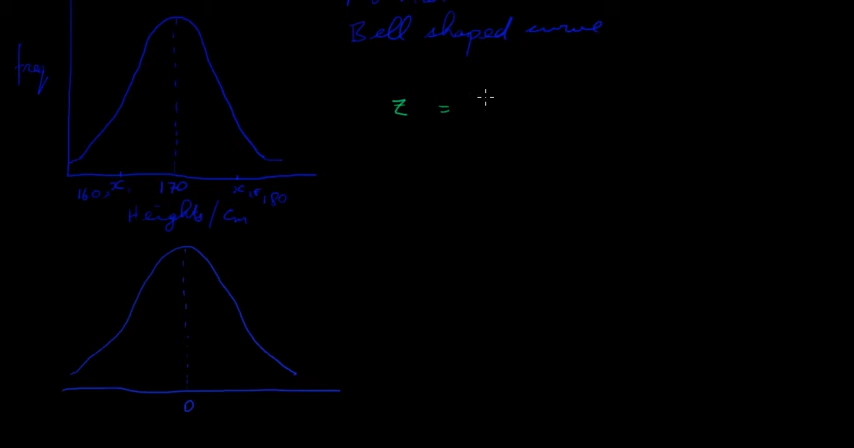 Bell shaped curve
freq
z =
160 x, 170 x 180
Heights/cm
0